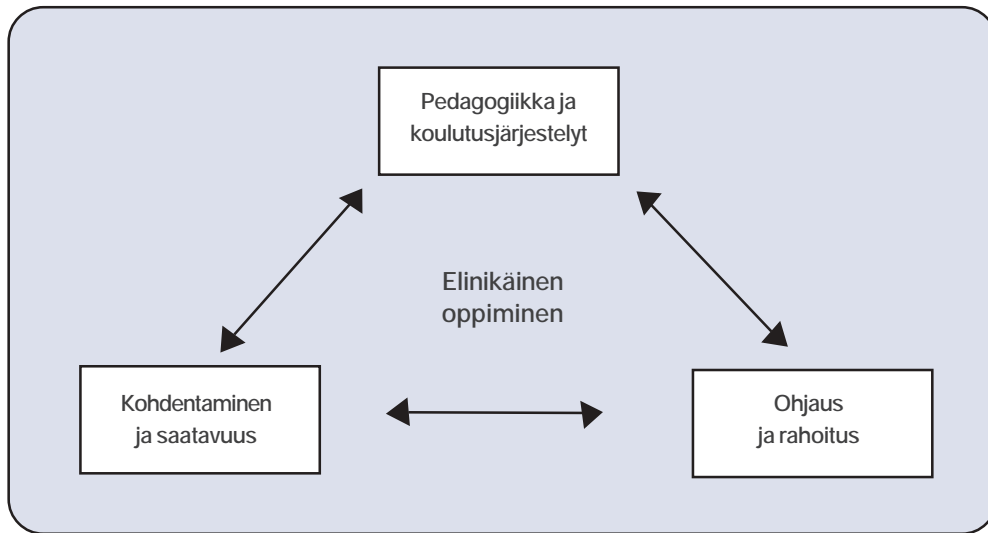 Pedagogiikka ja
koulutusjärjestelyt
Elinikäinen
oppiminen
Kohdentaminen
ja saatavuus
Ohjaus
ja rahoitus